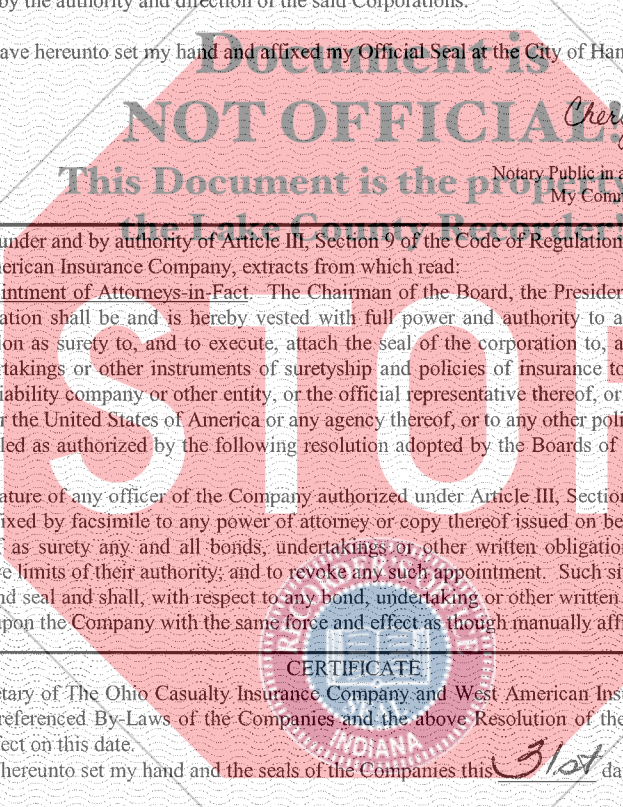 by the authority and direction of the said Corporations.
ave hereunto set my hand and affixed my Official Seal at the City of Ham
Document is
NOT OFFICIAL!
Cher
This Document is the property
Notary Public in a
My Comm
the Lake County Recorder!
under and by authority of Article III, Section 9 of the Code of Regulation
erican Insurance Company, extracts from which read:
intment of Attorneys-in-Fact. The Chairman of the Board, the Presiden
ation shall be and is hereby vested with full power and authority to a
ion as surety to, and to execute, attach the seal of the corporation to, a
takings or other instruments of suretyship and policies of insurance to
iability company or other entity, or the official representative thereof, or
r the United States of America or any agency thereof, or to any other poli
led as authorized by the following resolution adopted by the Boards of
STOP
ature of any officer of the Company authorized under Article III, Section
ixed by facsimile to any power of attorney or copy thereof issued on be
f as surety any and all bonds, undertakings or other written obligation
e limits of their authority; and to revoke any such appointment. Such si
nd seal and shall, with respect to any bond, undertaking or other written
upon the Company with the same force and effect as though manually affi
RECORDER'S OFFICE
SEAL
INDIANA
CERTIFICATE
etary of The Ohio Casualty Insurance Company and West American Ins
referenced By-Laws of the Companies and the above Resolution of the
ect on this date.
hereunto set my hand and the seals of the Companies this 31st da